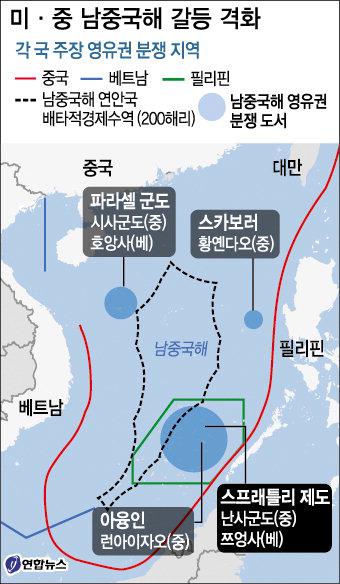 미·중 남중국해 갈등 격화
각 국 주장 영유권 분쟁 지역
중국 베트남 필리핀
남중국해 연안국
배타적경제수역 (200해리)
남중국해 영유권
분쟁 도서
중국
대만
파라셀 군도
시사군도(중)
호앙사(베)
스카보러
황옌다오(중)
남중국해
필리핀
베트남
스프래틀리 제도
난사군도(중)
쯔엉사(베)
아융인
런아이자오(중)
연합뉴스